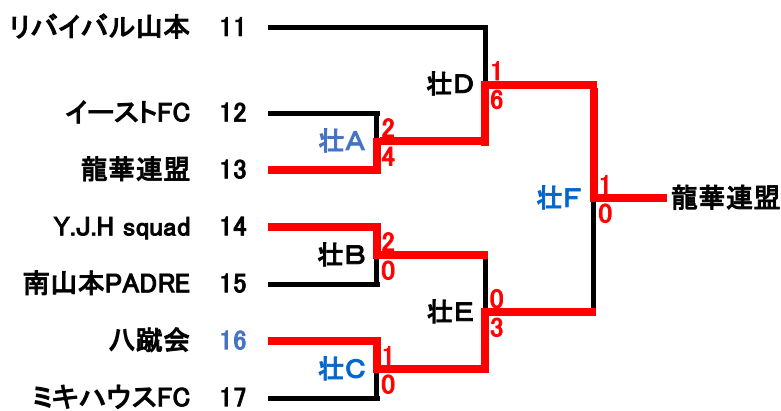 リバイバル山本 11
イーストFC 12
龍華連盟 13
Y.J.H squad 14
南山本PADRE 15
八蹴会 16
ミキハウスFC 17
壮A
2
4
壮B
2
0
壮C
1
0
壮D
1
6
壮E
0
3
壮F
1
0
龍華連盟